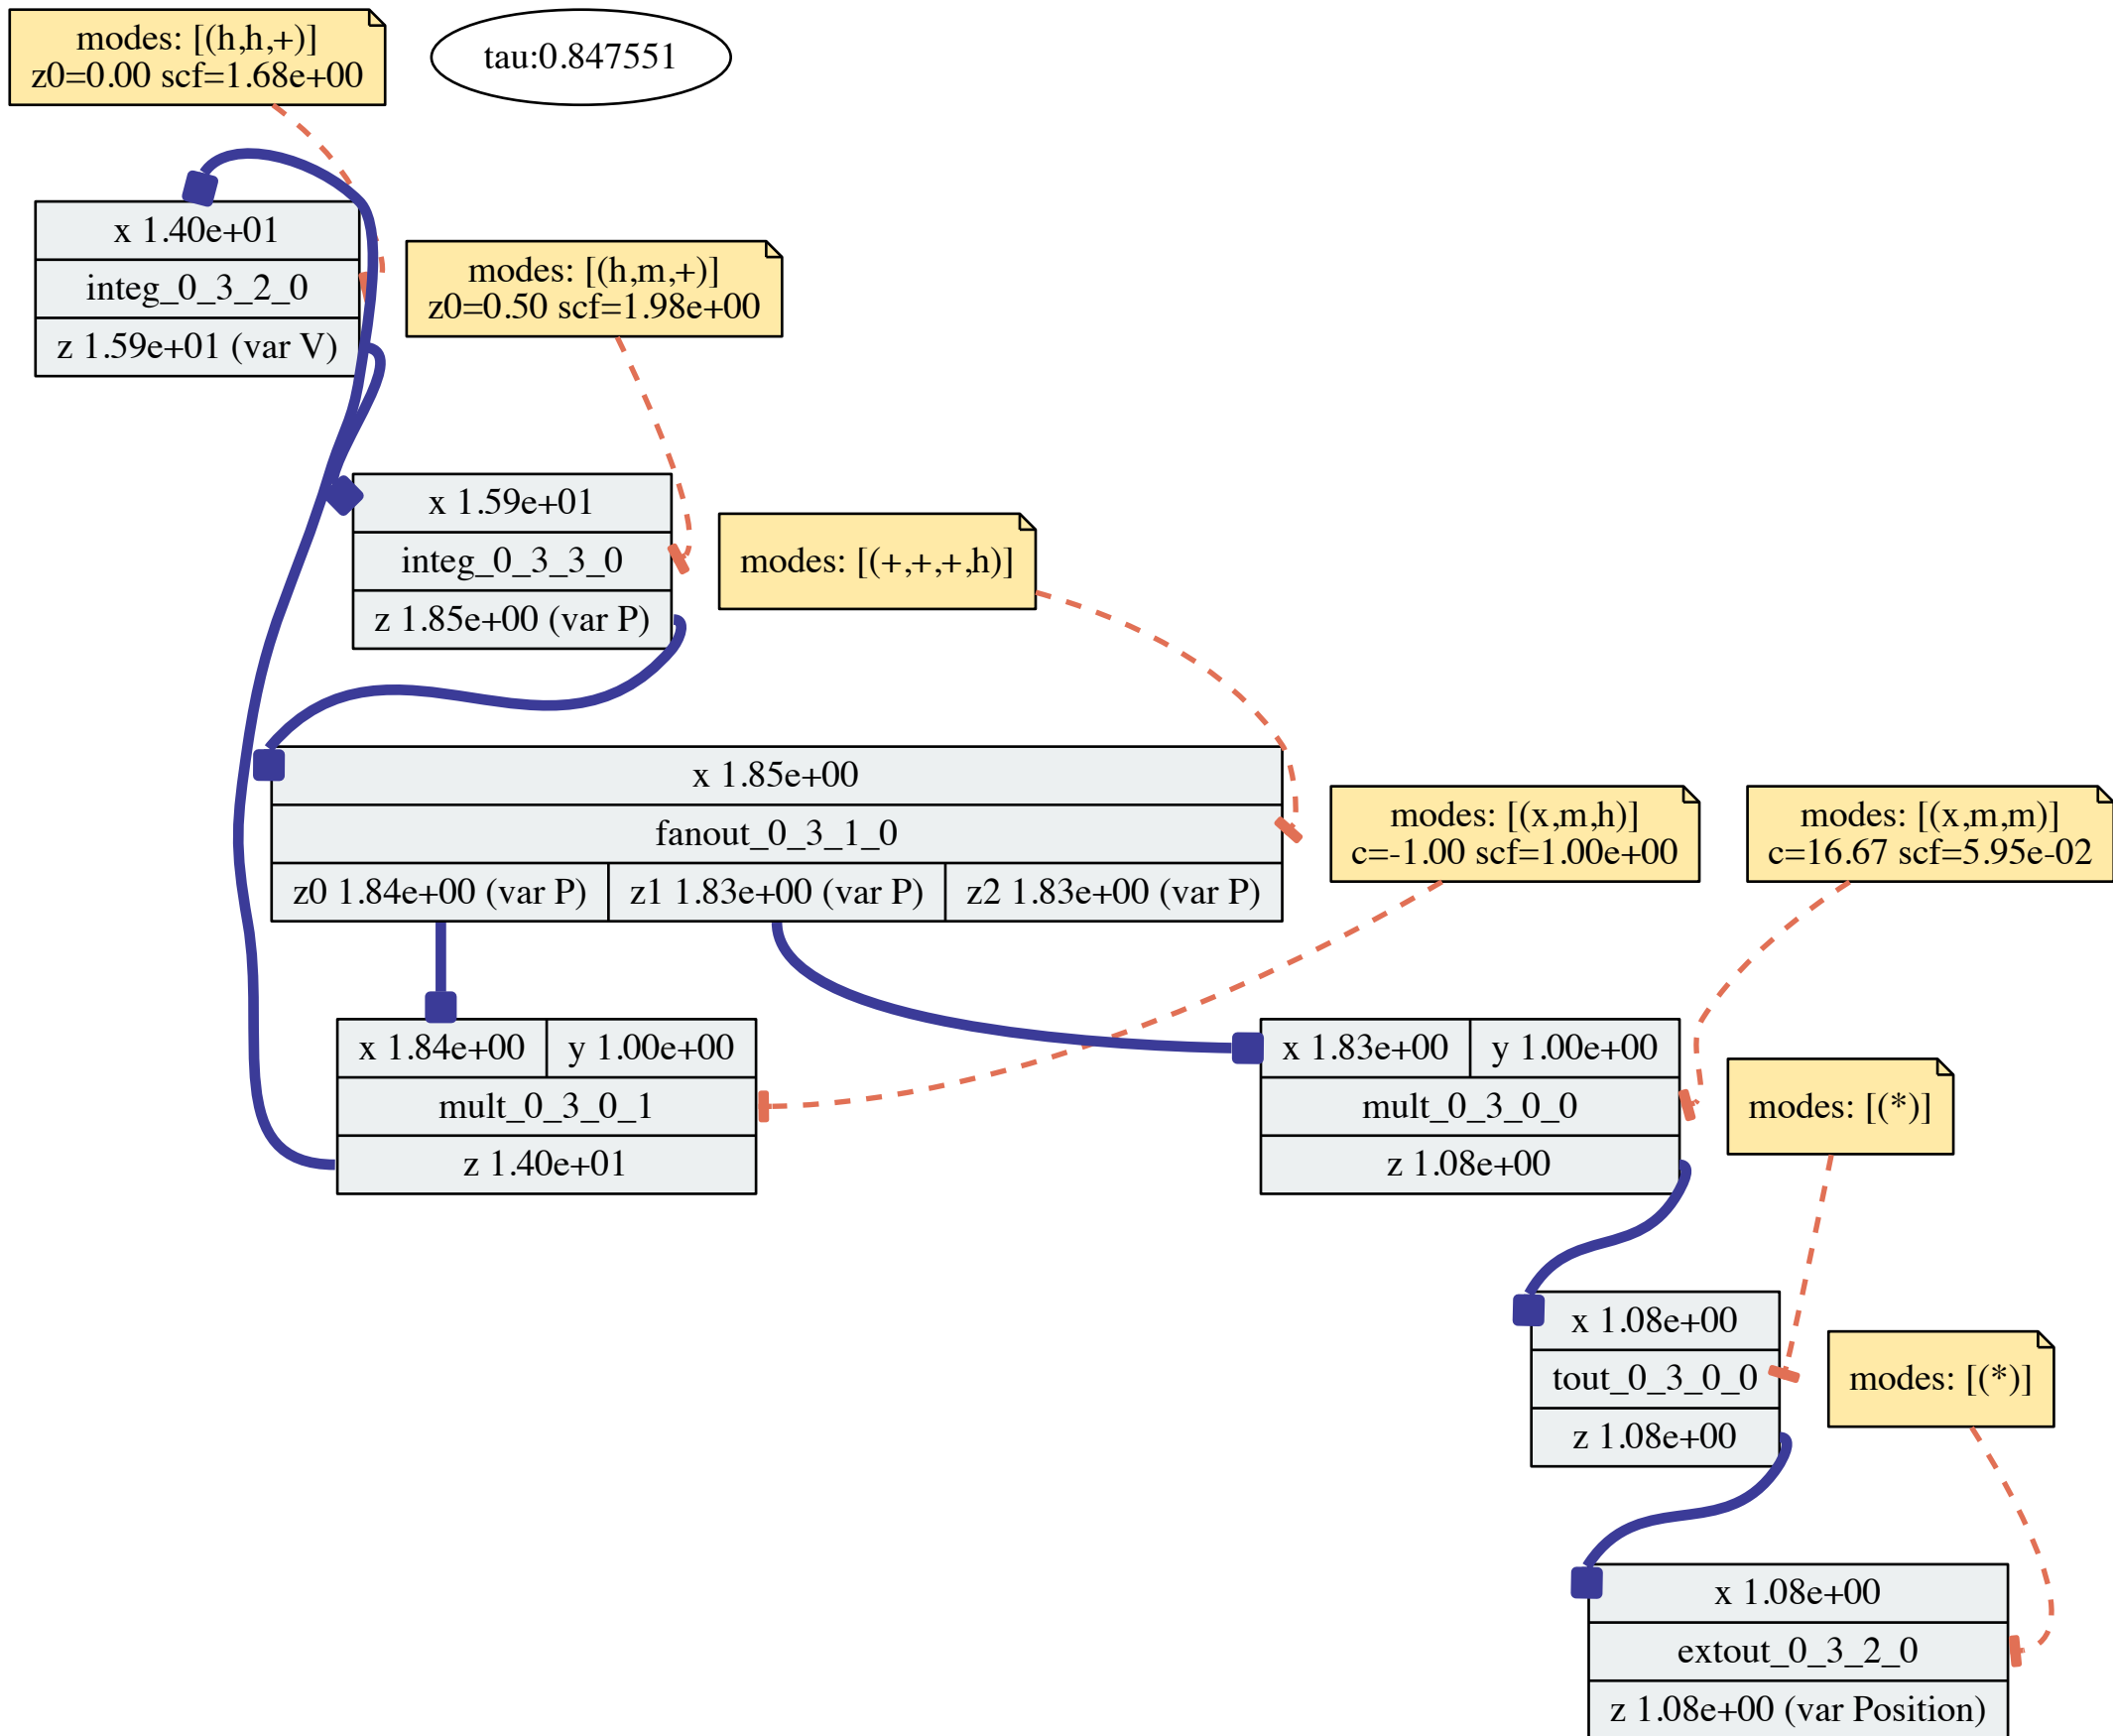 modes: [(h,h,+)]
z0=0.00 scf=1.68e+00
tau:0.847551
x 1.40e+01
integ_0_3_2_0
z 1.59e+01 (var V)
modes: [(h,m,+)]
z0=0.50 scf=1.98e+00
x 1.59e+01
integ_0_3_3_0
z 1.85e+00 (var P)
modes: [(+,+,+,h)]
x 1.85e+00
fanout_0_3_1_0
z0 1.84e+00 (var P)
z1 1.83e+00 (var P)
z2 1.83e+00 (var P)
modes: [(x,m,h)]
c=-1.00 scf=1.00e+00
modes: [(x,m,m)]
c=16.67 scf=5.95e-02
x 1.84e+00
y 1.00e+00
mult_0_3_0_1
z 1.40e+01
x 1.83e+00
y 1.00e+00
mult_0_3_0_0
z 1.08e+00
modes: [(*)]
x 1.08e+00
tout_0_3_0_0
z 1.08e+00
modes: [(*)]
x 1.08e+00
extout_0_3_2_0
z 1.08e+00 (var Position)